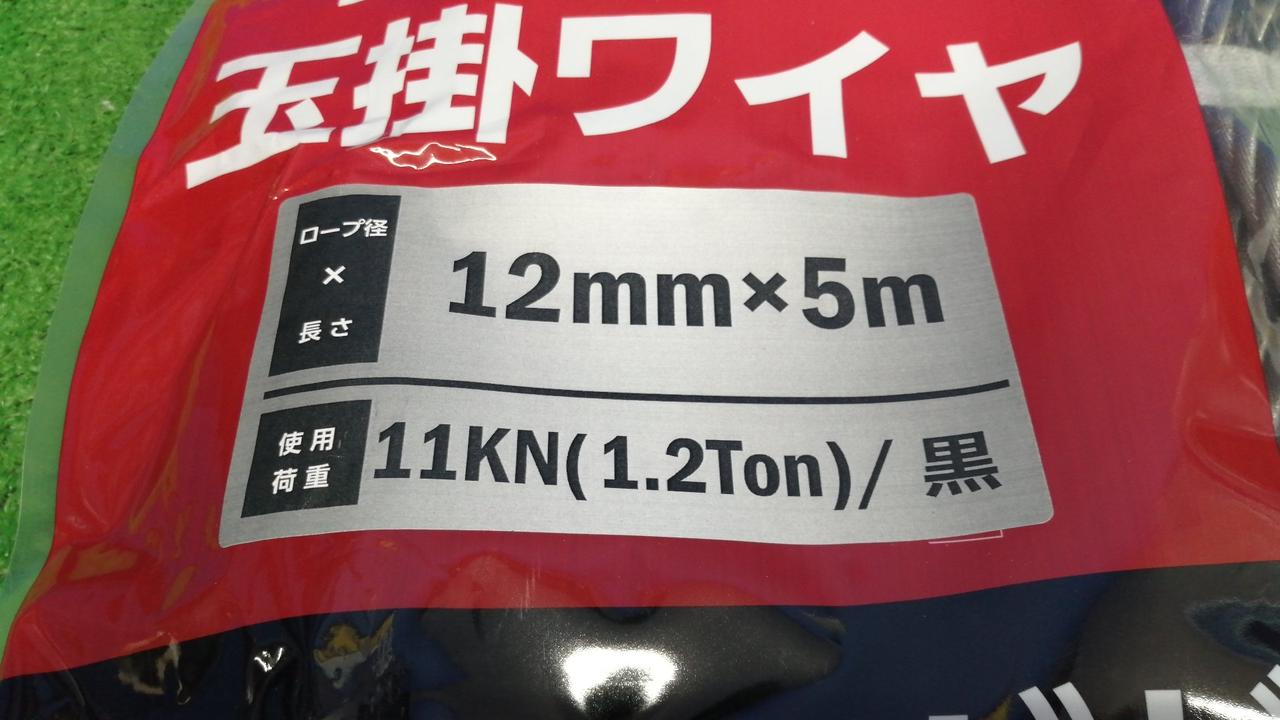 玉掛ワイヤ
ロープ径
×
長さ
12mm×5m
使用
荷重
11KN(1.2Ton)/ 黒